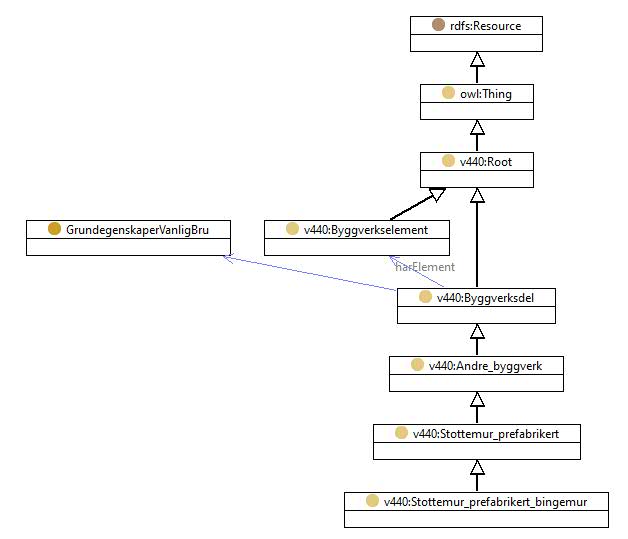 rdfs:Resource
owl:Thing
v440:Root
GrundegenskaperVanligBru
v440:Byggverkselement
harElement
v440:Byggverksdel
v440:Andre_byggverk
v440:Stottemur_prefabrikert
v440:Stottemur_prefabrikert_bingemur